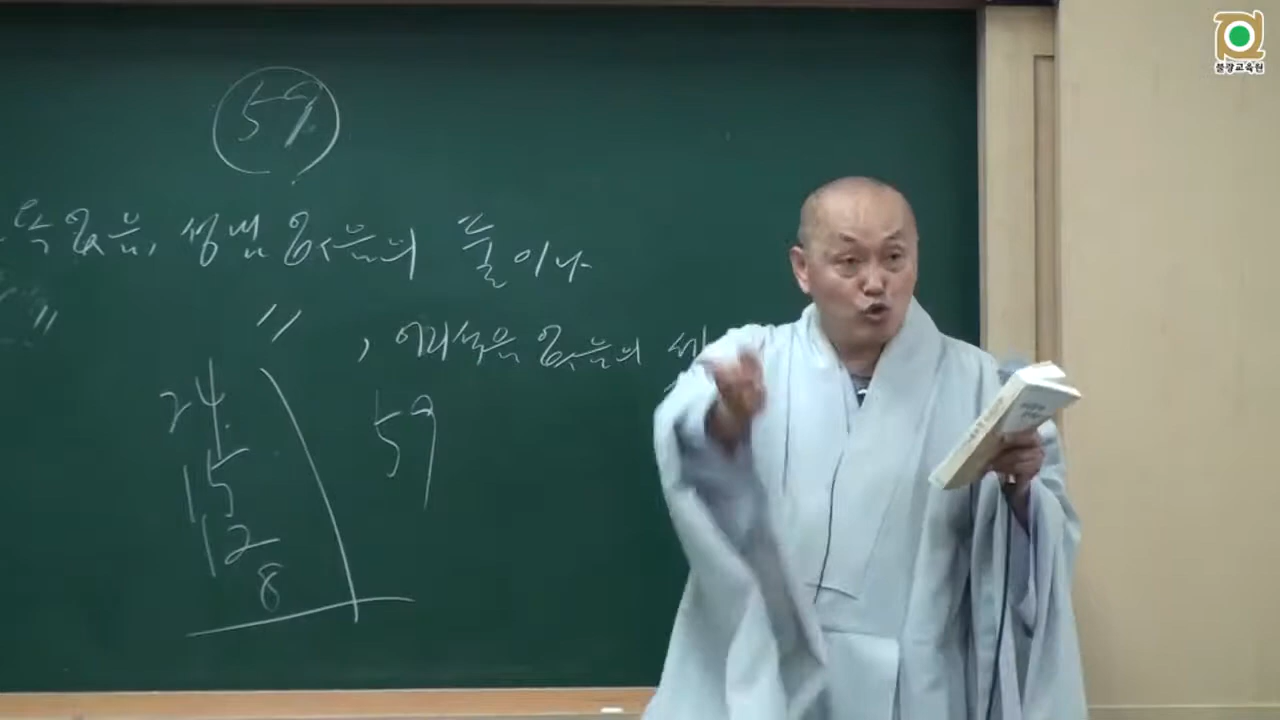 불광교육원
59
욕 없음, 성냄 없음의 둘이나
〃 〃 , 어리석음 없음의 셋
24
15
12
8
59